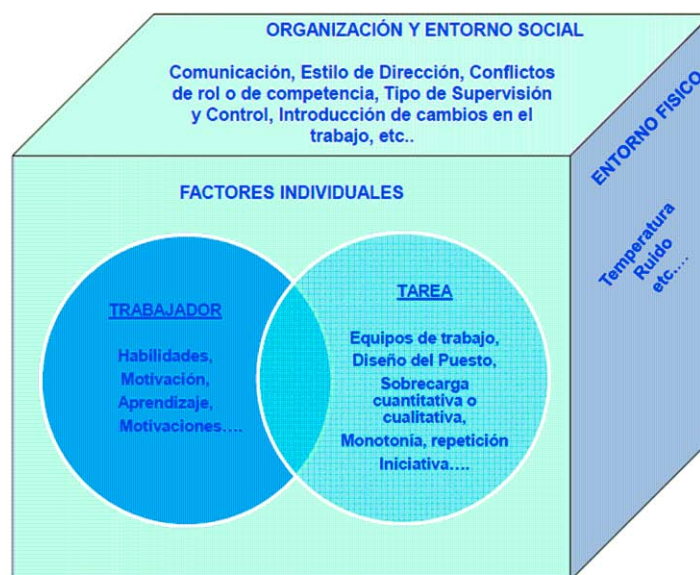 ORGANIZACIÓN Y ENTORNO SOCIAL
Comunicación, Estilo de Dirección, Conflictos
de rol o de competencia, Tipo de Supervisión
y Control, Introducción de cambios en el
trabajo, etc..
ENTORNO FISICO
Temperatura
Ruido
etc....
FACTORES INDIVIDUALES
TRABAJADOR
Habilidades,
Motivación,
Aprendizaje,
Motivaciones....
TAREA
Equipos de trabajo,
Diseño del Puesto,
Sobrecarga
cuantitativa o
cualitativa,
Monotonía, repetición
Iniciativa....